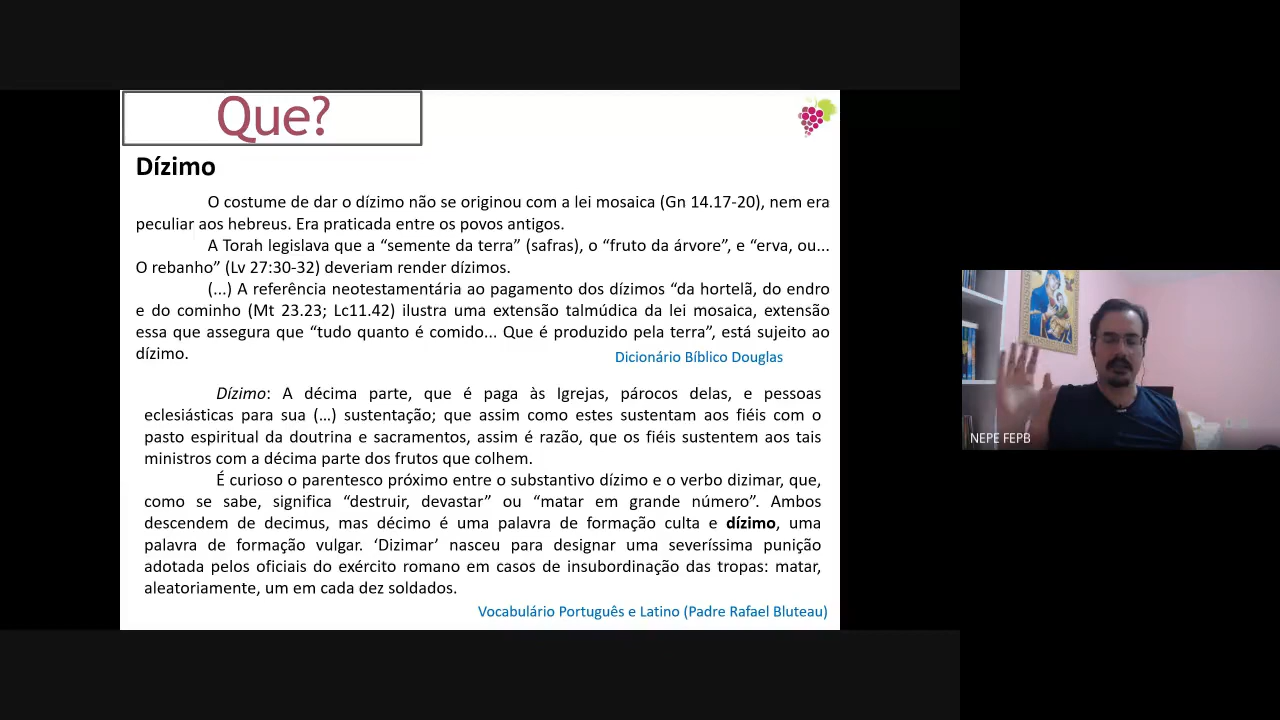 Que?
Dízimo
O costume de dar o dízimo não se originou com a lei mosaica (Gn 14.17-20), nem era
peculiar aos hebreus. Era praticada entre os povos antigos.
A Torah legislava que a “semente da terra” (safras), o “fruto da árvore”, e “erva, ou...
O rebanho” (Lv 27:30-32) deveriam render dízimos.
(...) A referência neotestamentária ao pagamento dos dízimos “da hortelã, do endro
e do cominho (Mt 23.23; Lc11.42) ilustra uma extensão talmúdica da lei mosaica, extensão
essa que assegura que “tudo quanto é comido... Que é produzido pela terra”, está sujeito ao
dízimo.
Dicionário Bíblico Douglas
Dízimo: A décima parte, que é paga às Igrejas, párocos delas, e pessoas
eclesiásticas para sua (...) sustentação; que assim como estes sustentam aos fiéis com o
pasto espiritual da doutrina e sacramentos, assim é razão, que os fiéis sustentem aos tais
ministros com a décima parte dos frutos que colhem.
É curioso o parentesco próximo entre o substantivo dízimo e o verbo dizimar, que,
como se sabe, significa “destruir, devastar” ou “matar em grande número”. Ambos
descendem de decimus, mas décimo é uma palavra de formação culta e dízimo, uma
palavra de formação vulgar. ‘Dizimar’ nasceu para designar uma severíssima punição
adotada pelos oficiais do exército romano em casos de insubordinação das tropas: matar,
aleatoriamente, um em cada dez soldados.
Vocabulário Português e Latino (Padre Rafael Bluteau)
NEPE FEPB